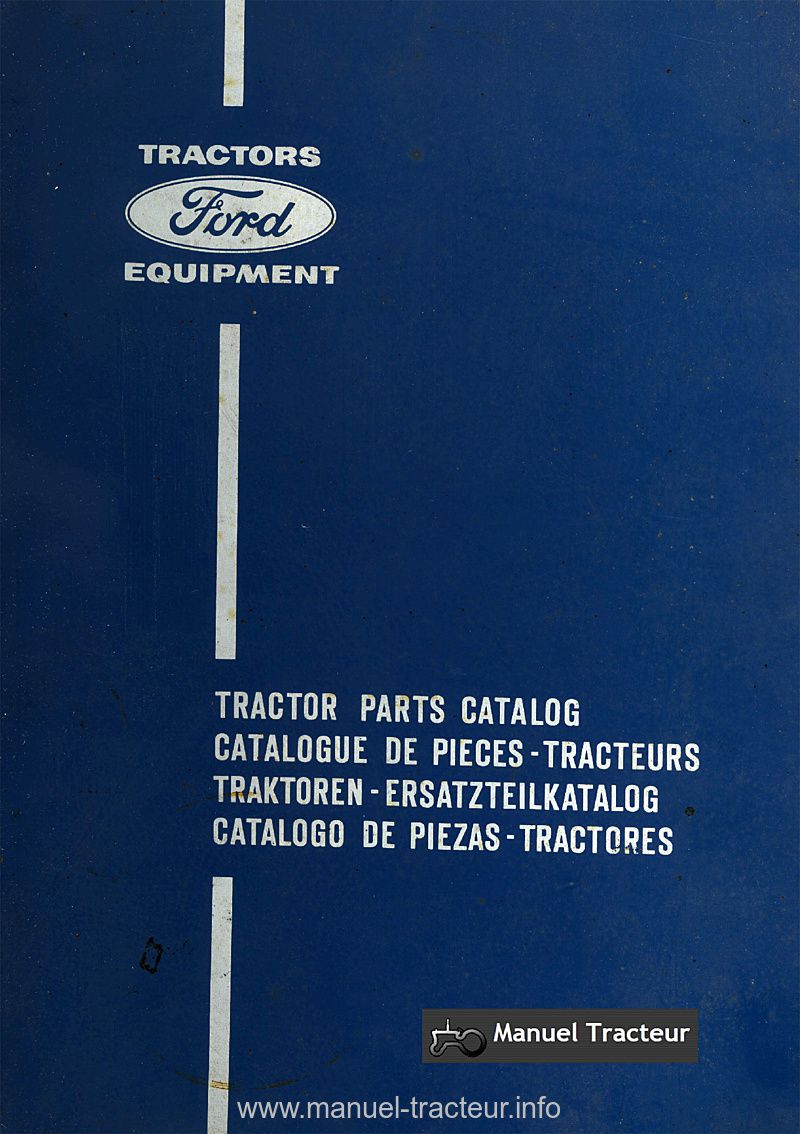 TRACTORS
Ford
EQUIPMENT
TRACTOR PARTS CATALOG
CATALOGUE DE PIECES-TRACTEURS
TRAKTOREN-ERSATZTEILKATALOG
CATALOGO DE PIEZAS-TRACTORES
Manuel Tracteur
www.manuel-tracteur.info